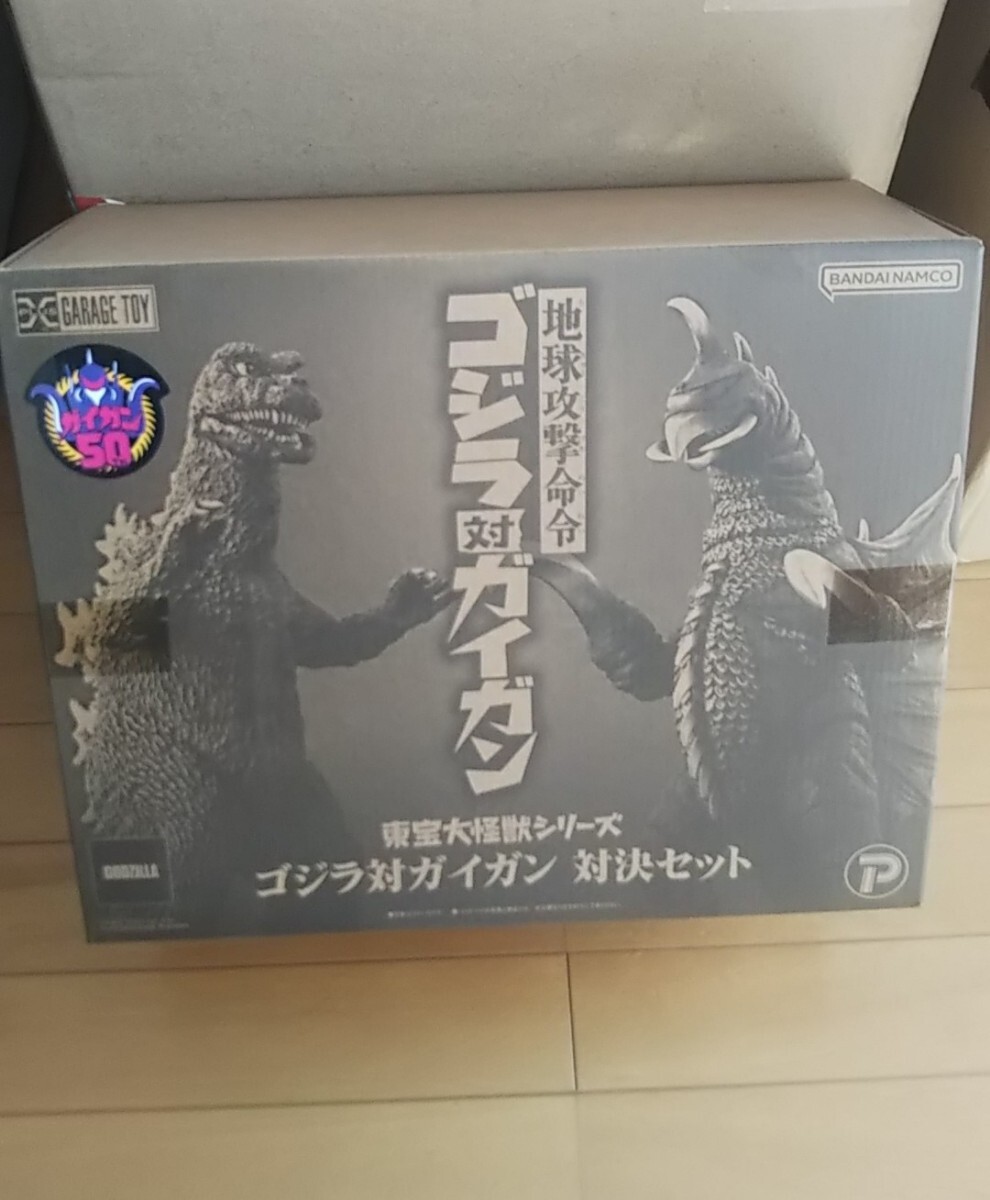 GARAGE TOY
BANDAI NAMCO
ガイガン
50
地球攻撃命令
ゴジラ対ガイガン
東宝大怪獣シリーズ
ゴジラ対ガイガン 対決セット
GODZILLA
P